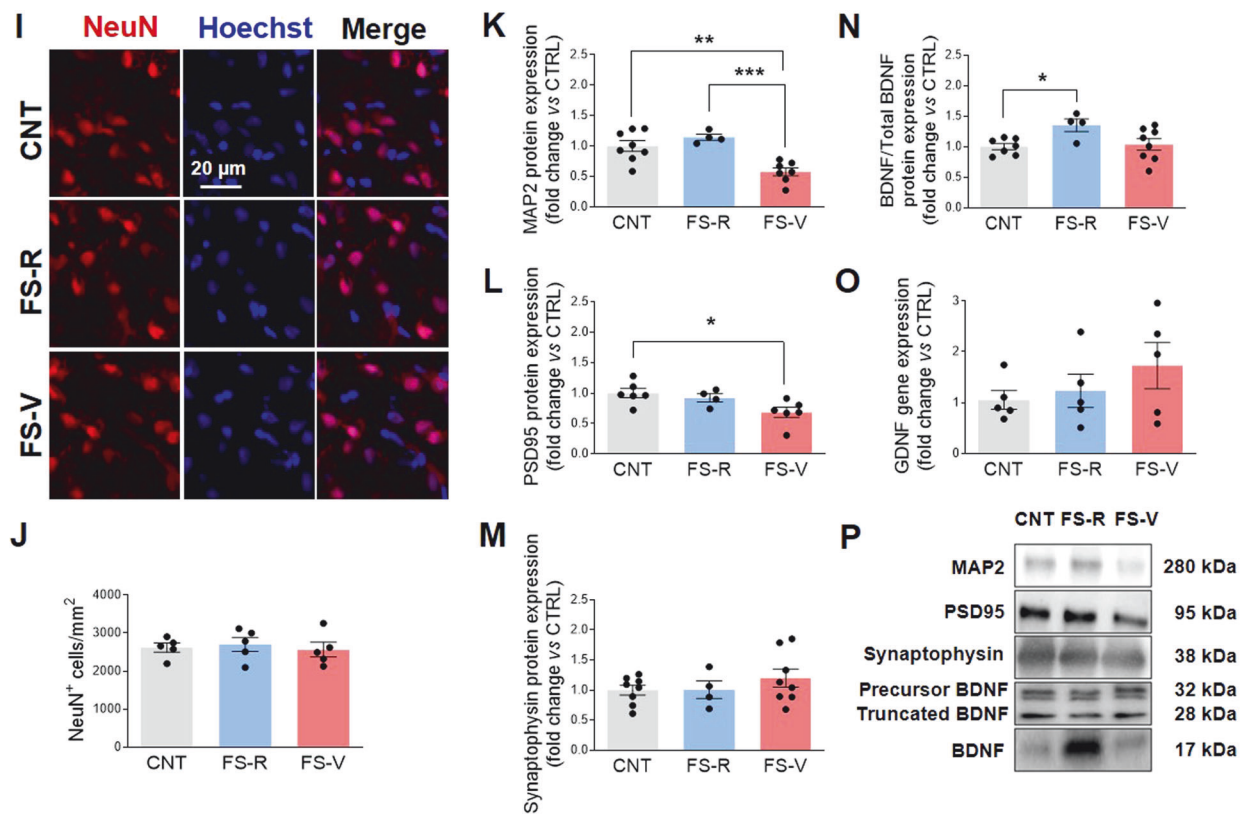 I
NeuN Hoechst Merge
CNT
20 µm
FS-R
FS-V
J
NeuN⁺ cells/mm²
4000
3000
2000
1000
0
CNT FS-R FS-V
K
MAP2 protein expression
(fold change vs CTRL)
2.5
2.0
1.5
1.0
0.5
0.0
**
***
CNT FS-R FS-V
L
PSD95 protein expression
(fold change vs CTRL)
2.5
2.0
1.5
1.0
0.5
0.0
*
CNT FS-R FS-V
M
Synaptophysin protein expression
(fold change vs CTRL)
2.5
2.0
1.5
1.0
0.5
0.0
CNT FS-R FS-V
N
BDNF/Total BDNF
protein expression
(fold change vs CTRL)
2.5
2.0
1.5
1.0
0.5
0.0
*
CNT FS-R FS-V
O
GDNF gene expression
(fold change vs CTRL)
3
2
1
0
CNT FS-R FS-V
P
CNT FS-R FS-V
MAP2 280 kDa
PSD95 95 kDa
Synaptophysin 38 kDa
Precursor BDNF 32 kDa
Truncated BDNF 28 kDa
BDNF 17 kDa